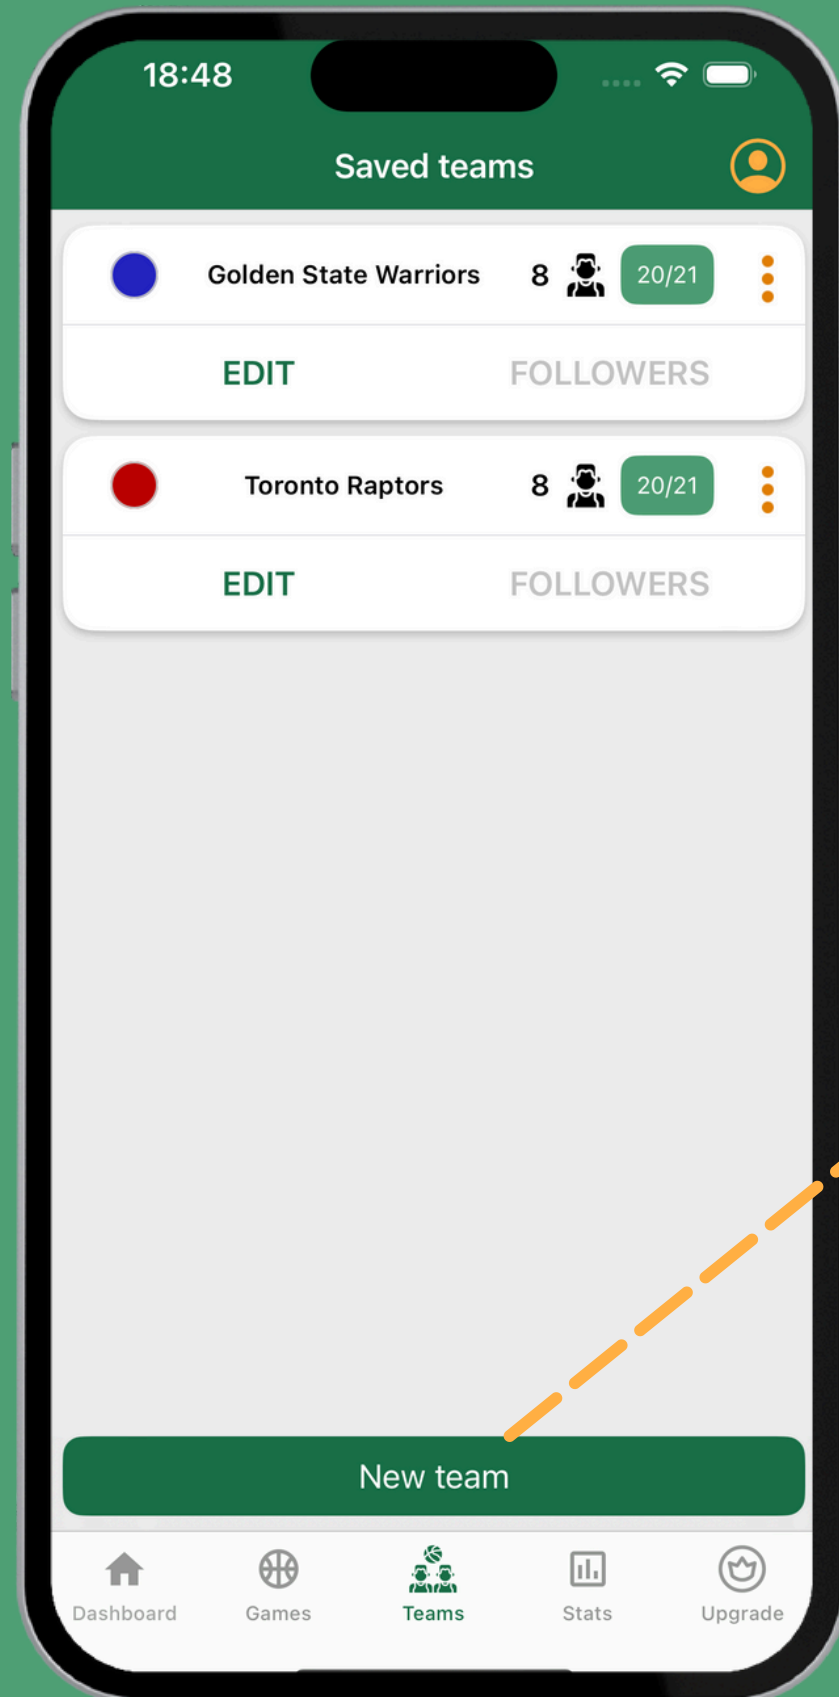 18:48
Saved teams
Golden State Warriors 8 20/21
EDIT FOLLOWERS
Toronto Raptors 8 20/21
EDIT FOLLOWERS
New team
Dashboard Games Teams Stats Upgrade